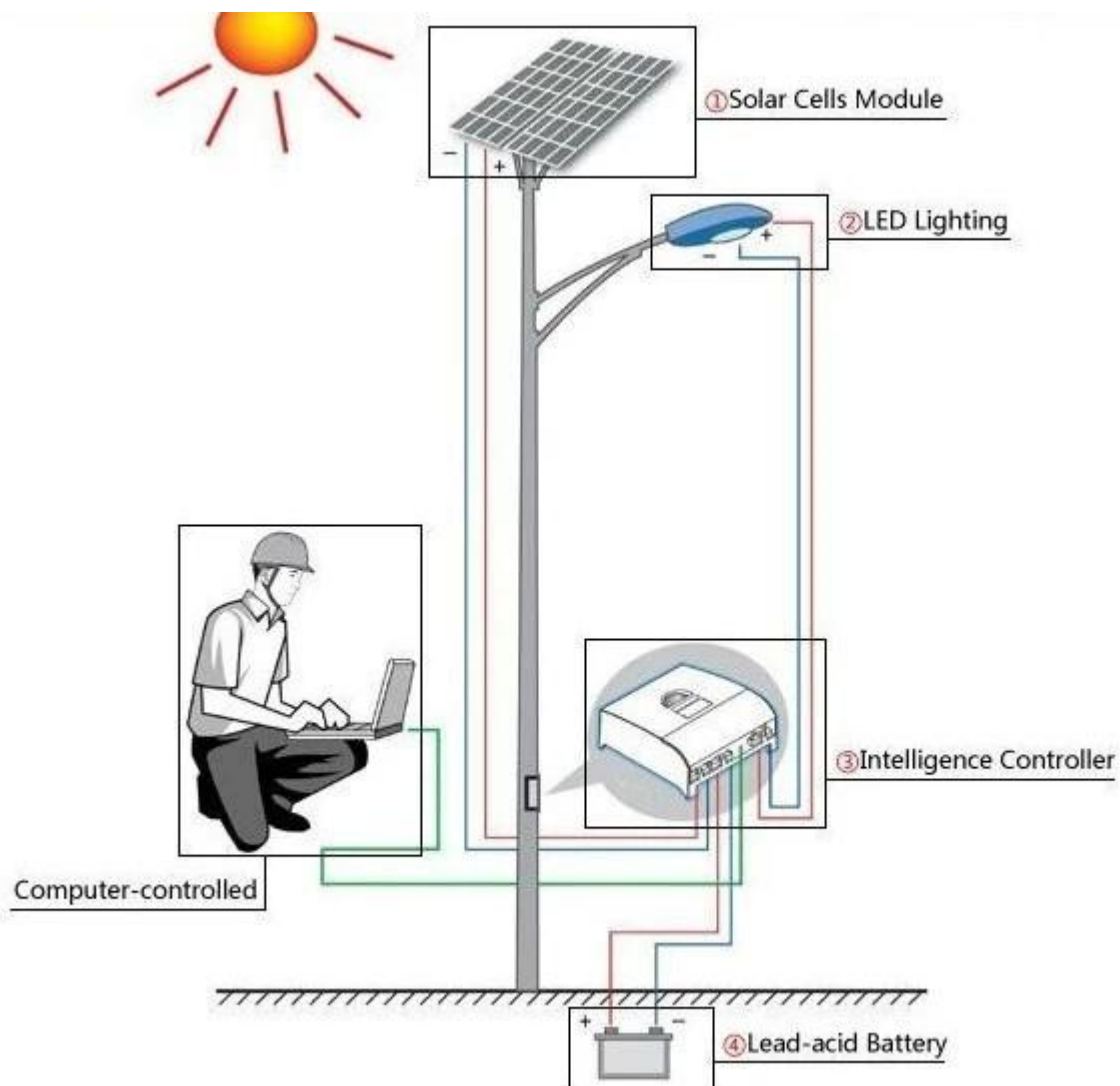 ①Solar Cells Module
− +
②LED Lighting
+
−
③Intelligence Controller
Computer-controlled
+ −
④Lead-acid Battery